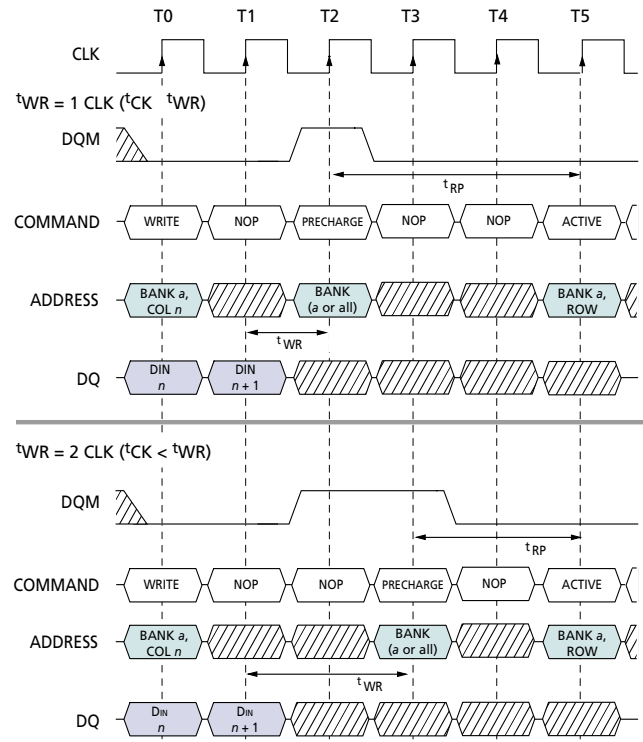 T0 T1 T2 T3 T4 T5
CLK
tWR = 1 CLK (tCK tWR)
DQM
tRP
COMMAND WRITE NOP PRECHARGE NOP NOP ACTIVE
ADDRESS BANK a, COL n BANK (a or all) BANK a, ROW
tWR
DQ DIN n DIN n + 1
tWR = 2 CLK (tCK < tWR)
DQM
tRP
COMMAND WRITE NOP NOP PRECHARGE NOP ACTIVE
ADDRESS BANK a, COL n BANK (a or all) BANK a, ROW
tWR
DQ DIN n DIN n + 1